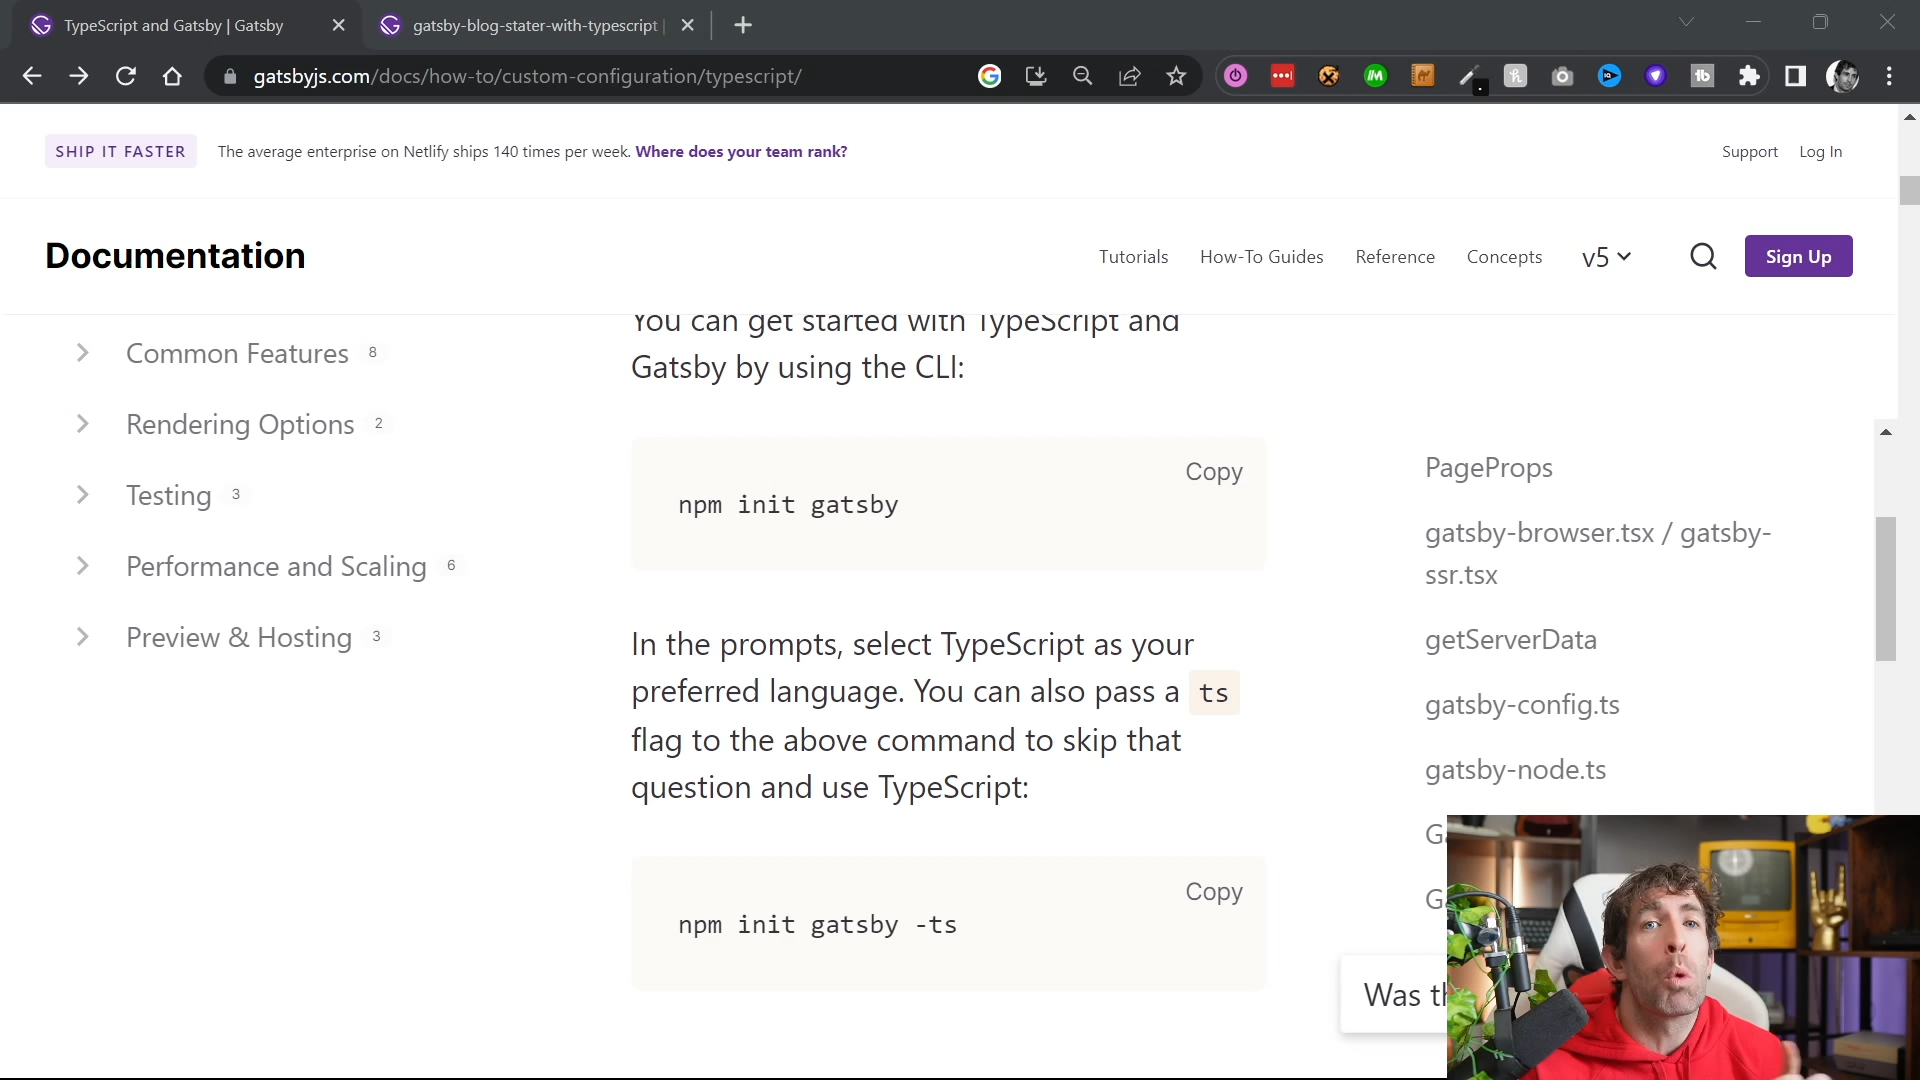 TypeScript and Gatsby | Gatsby
gatsby-blog-stater-with-typescript |
gatsbyjs.com/docs/how-to/custom-configuration/typescript/
SHIP IT FASTER
The average enterprise on Netlify ships 140 times per week. Where does your team rank?
Support
Log In
Documentation
Tutorials
How-To Guides
Reference
Concepts
v5
Sign Up
Common Features 8
Rendering Options 2
Testing 3
Performance and Scaling 6
Preview & Hosting 3
You can get started with TypeScript and
Gatsby by using the CLI:
Copy
npm init gatsby
In the prompts, select TypeScript as your
preferred language. You can also pass a ts
flag to the above command to skip that
question and use TypeScript:
Copy
npm init gatsby -ts
PageProps
gatsby-browser.tsx / gatsby-
ssr.tsx
getServerData
gatsby-config.ts
gatsby-node.ts
Was